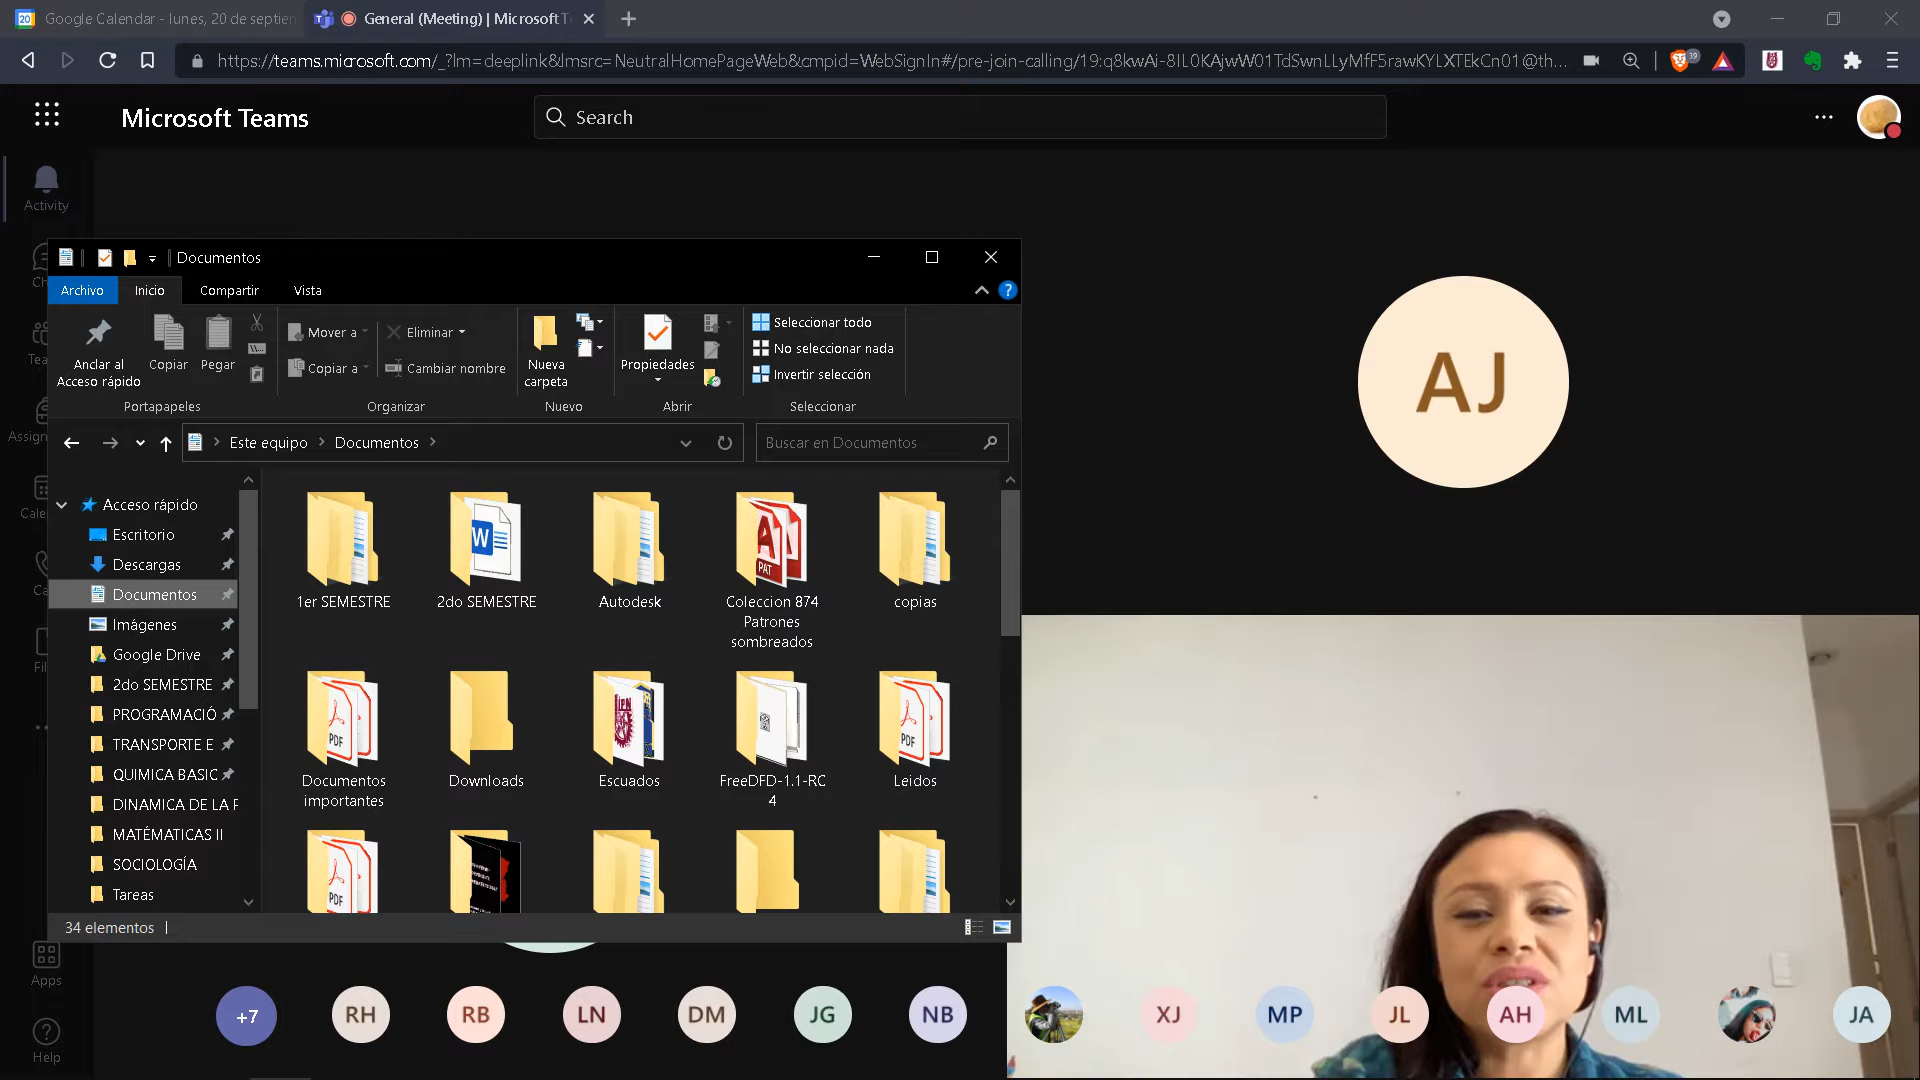 Google Calendar - lunes, 20 de septien
General (Meeting) | Microsoft T
https://teams.microsoft.com/_?lm=deeplink&lmsrc=NeutralHomePageWeb&cmpid=WebSignIn#/pre-join-calling/19:q8kwAi-8IL0KAjwW01TdSwnLLyMfF5rawKYLXTEkCn01@th...
39
Microsoft Teams
Search
Activity
Documentos
Archivo
Inicio
Compartir
Vista
Anclar al
Acceso rápido
Copiar
Pegar
Mover a
Copiar a
Eliminar
Cambiar nombre
Nueva
carpeta
Propiedades
Seleccionar todo
No seleccionar nada
Invertir selección
Portapapeles
Organizar
Nuevo
Abrir
Seleccionar
Este equipo
Documentos
Buscar en Documentos
Acceso rápido
Escritorio
Descargas
Documentos
Imágenes
Google Drive
2do SEMESTRE
PROGRAMACIÓ
TRANSPORTE E
QUIMICA BASIC
DINAMICA DE LA P
MATÉMATICAS II
SOCIOLOGÍA
Tareas
1er SEMESTRE
2do SEMESTRE
Autodesk
Coleccion 874
Patrones
sombreados
copias
Documentos
importantes
Downloads
Escuados
FreeDFD-1.1-RC
4
Leidos
34 elementos
Assign
Cale
Apps
Help
AJ
+7
RH
RB
LN
DM
JG
NB
XJ
MP
JL
AH
ML
JA